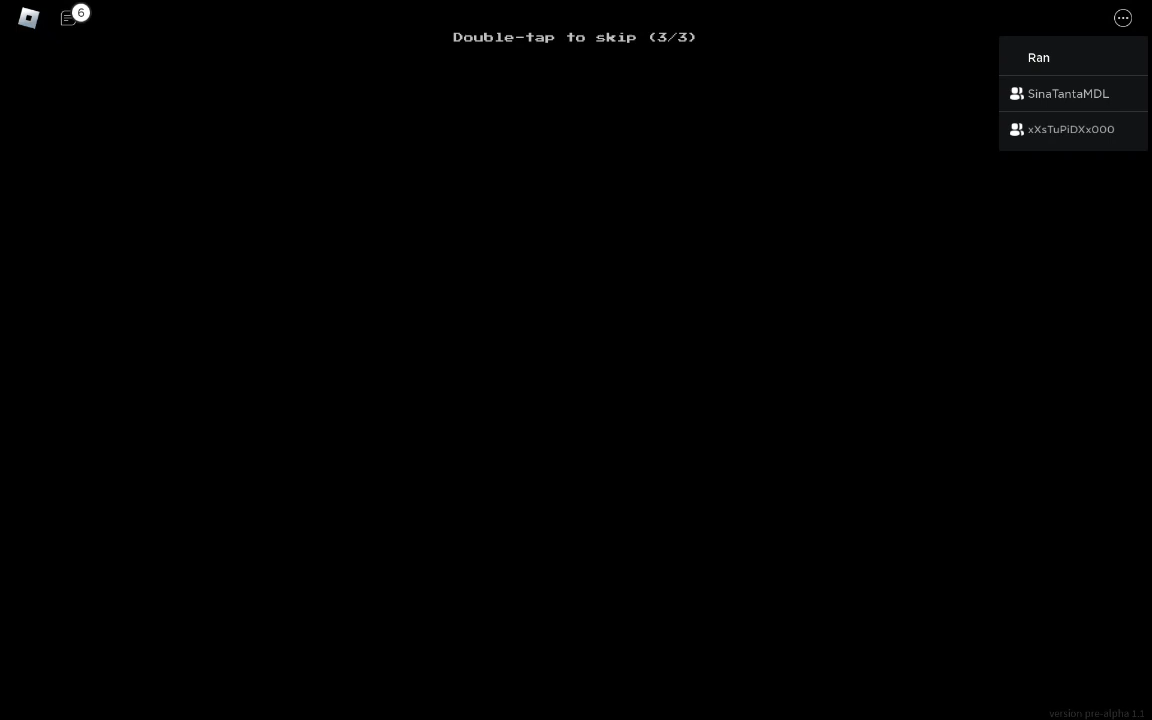 6
Double-tap to skip (3/3)
Ran
SinaTantaMDL
xXsTuPiDXx000
version pre-alpha 1.1